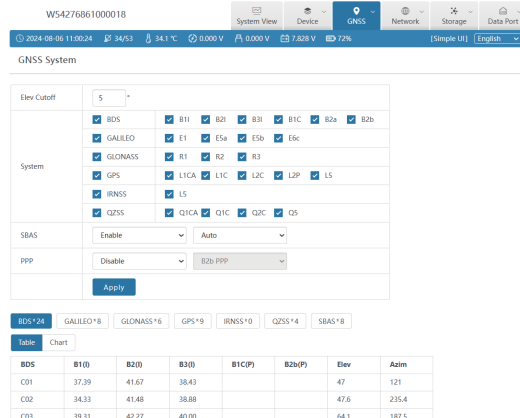 W54276861000018
System View
Device
GNSS
Network
Storage
Data Port
2024-08-06 11:00:24 34/53 34.1 °C 0.000 V 0.000 V 7.828 V 72% [Simple UI] English
GNSS System
Elev Cutoff 5 °
System
BDS B1I B2I B3I B1C B2a B2b
GALILEO E1 E5a E5b E6c
GLONASS R1 R2 R3
GPS L1CA L1C L2C L2P L5
IRNSS L5
QZSS Q1CA Q1C Q2C Q5
SBAS Enable Auto
PPP Disable B2b PPP
Apply
BDS*24 GALILEO*8 GLONASS*6 GPS*9 IRNSS*0 QZSS*4 SBAS*8
Table Chart
BDS B1(I) B2(I) B3(I) B1C(P) B2b(P) Elev Azim
C01 37.39 41.67 38.43 47 121
C02 34.33 41.48 38.88 47.6 235.4
C03 39.31 42.27 40.00 64.1 187.5